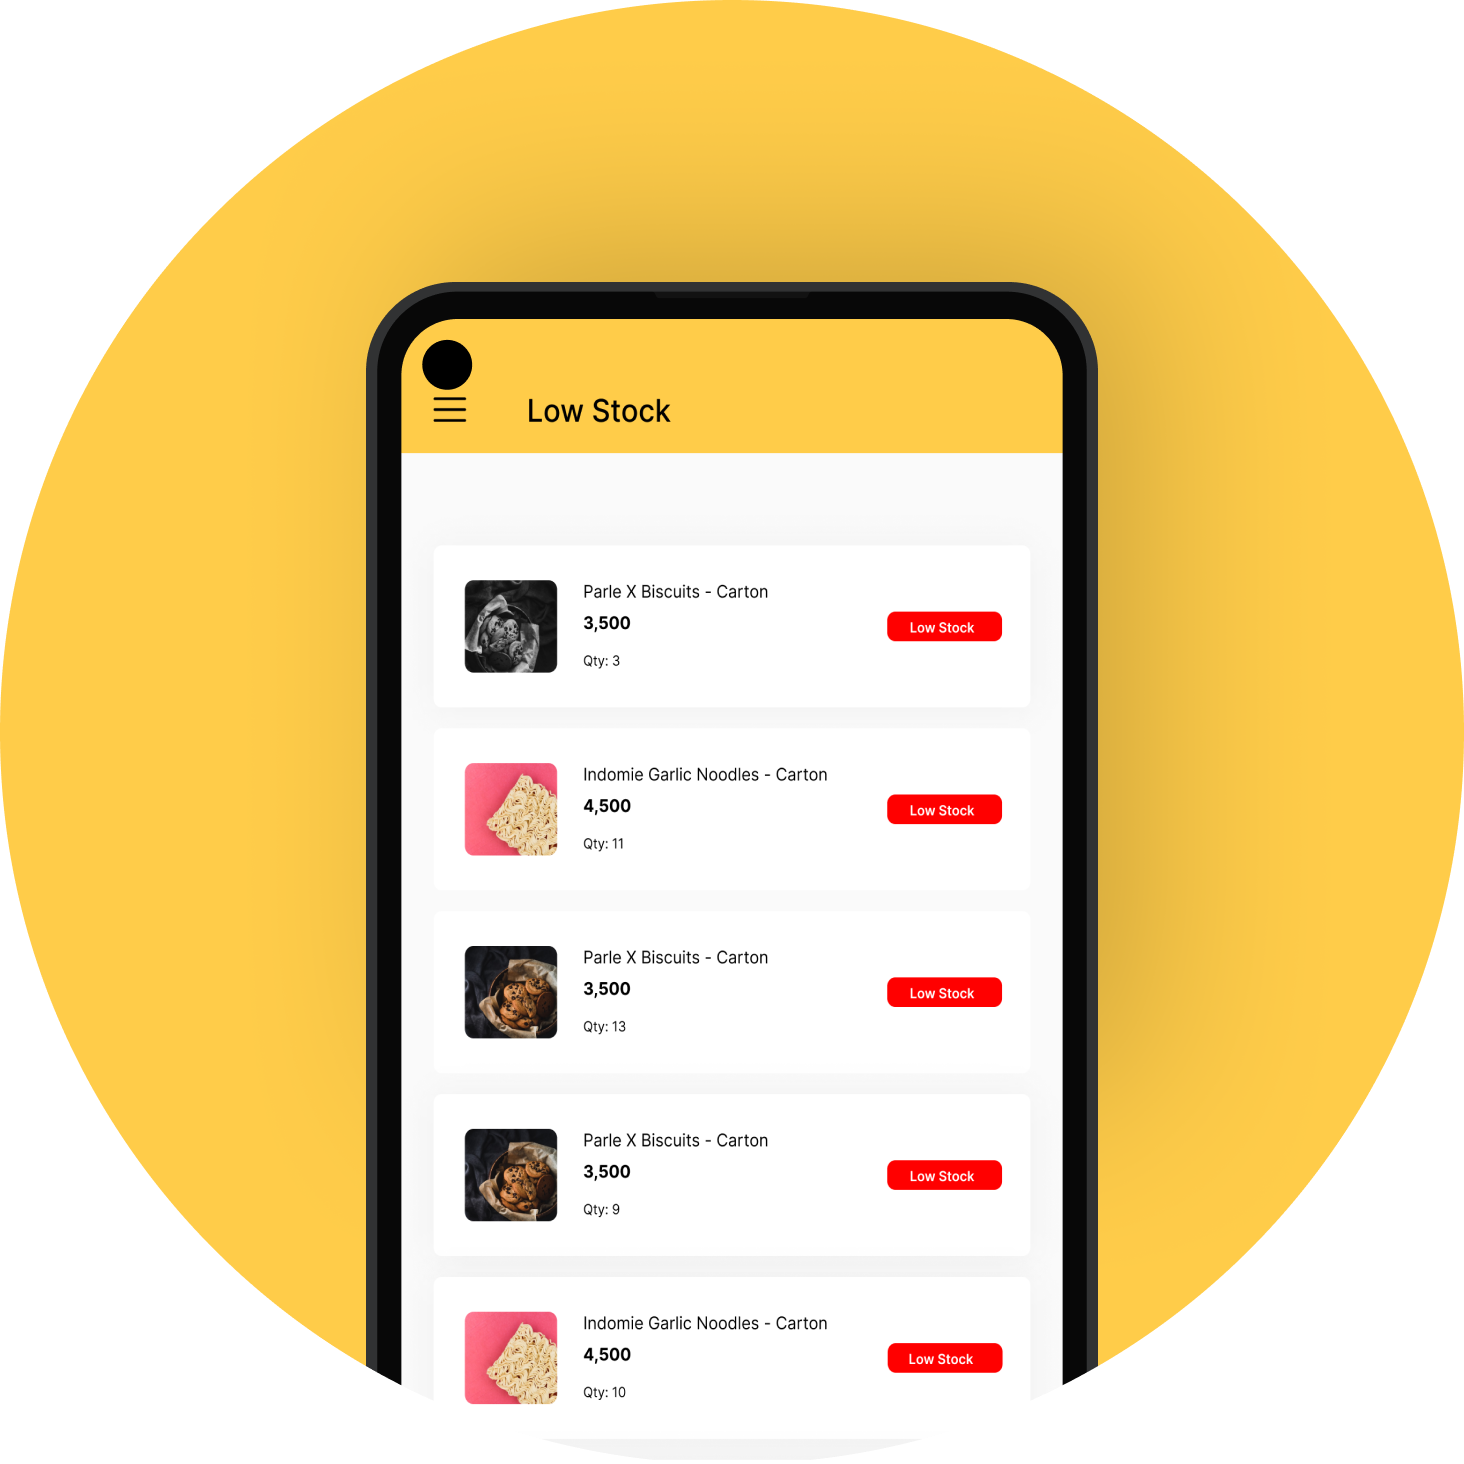 Low Stock
Parle X Biscuits - Carton
3,500
Low Stock
Qty: 3
Indomie Garlic Noodles - Carton
4,500
Low Stock
Qty: 11
Parle X Biscuits - Carton
3,500
Low Stock
Qty: 13
Parle X Biscuits - Carton
3,500
Low Stock
Qty: 9
Indomie Garlic Noodles - Carton
4,500
Low Stock
Qty: 10